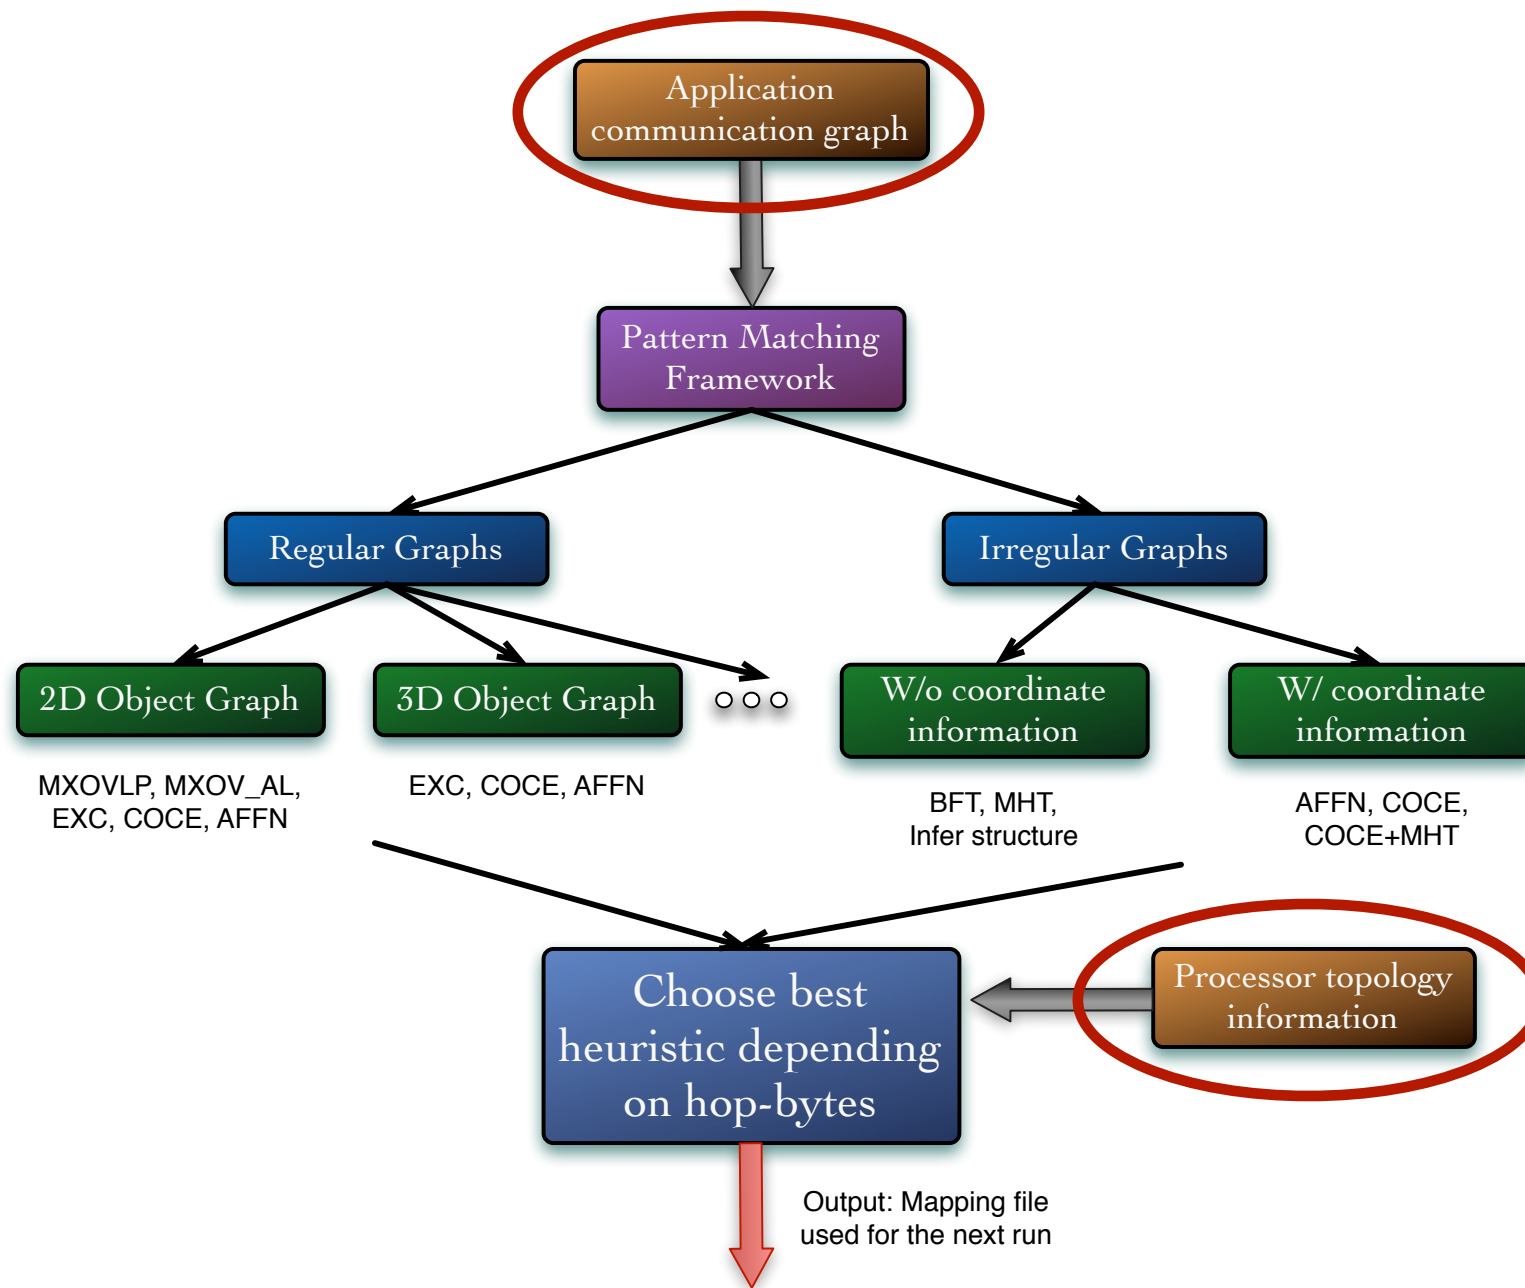 Application
communication graph
Pattern Matching
Framework
Regular Graphs
Irregular Graphs
2D Object Graph
3D Object Graph
W/o coordinate
information
W/ coordinate
information
MXOVLP, MXOV_AL,
EXC, COCE, AFFN
EXC, COCE, AFFN
BFT, MHT,
Infer structure
AFFN, COCE,
COCE+MHT
Choose best
heuristic depending
on hop-bytes
Processor topology
information
Output: Mapping file
used for the next run